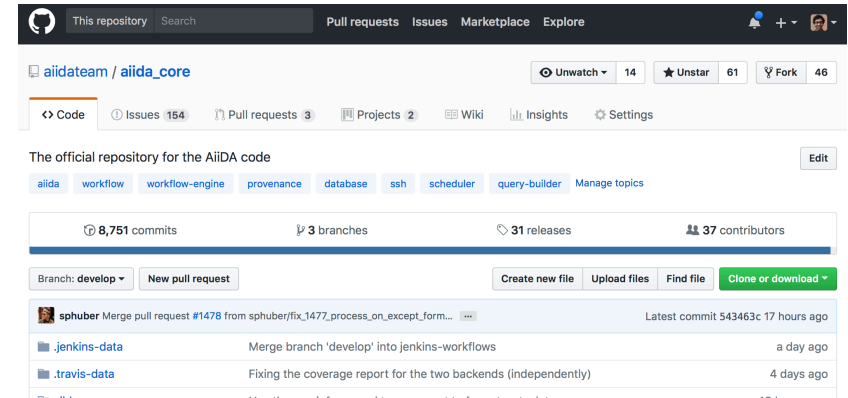 This repository Search Pull requests Issues Marketplace Explore
aiidateam / aiida_core Unwatch 14 Unstar 61 Fork 46
Code Issues 154 Pull requests 3 Projects 2 Wiki Insights Settings
The official repository for the AiiDA code Edit
aiida workflow workflow-engine provenance database ssh scheduler query-builder Manage topics
8,751 commits 3 branches 31 releases 37 contributors
Branch: develop New pull request Create new file Upload files Find file Clone or download
sphuber Merge pull request #1478 from sphuber/fix_1477_process_on_except_form... ... Latest commit 543463c 17 hours ago
.jenkins-data Merge branch 'develop' into jenkins-workflows a day ago
.travis-data Fixing the coverage report for the two backends (independently) 4 days ago